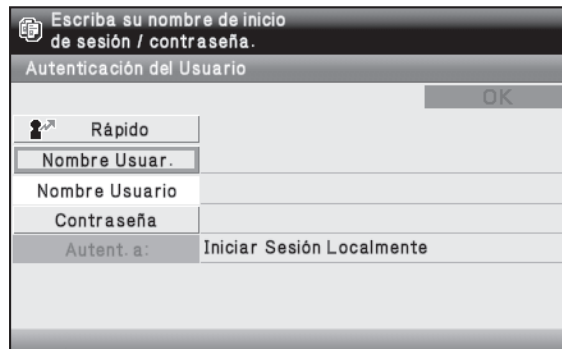 Escriba su nombre de inicio
de sesión / contraseña.
Autenticación del Usuario
OK
Rápido
Nombre Usuar.
Nombre Usuario
Contraseña
Autent. a: Iniciar Sesión Localmente